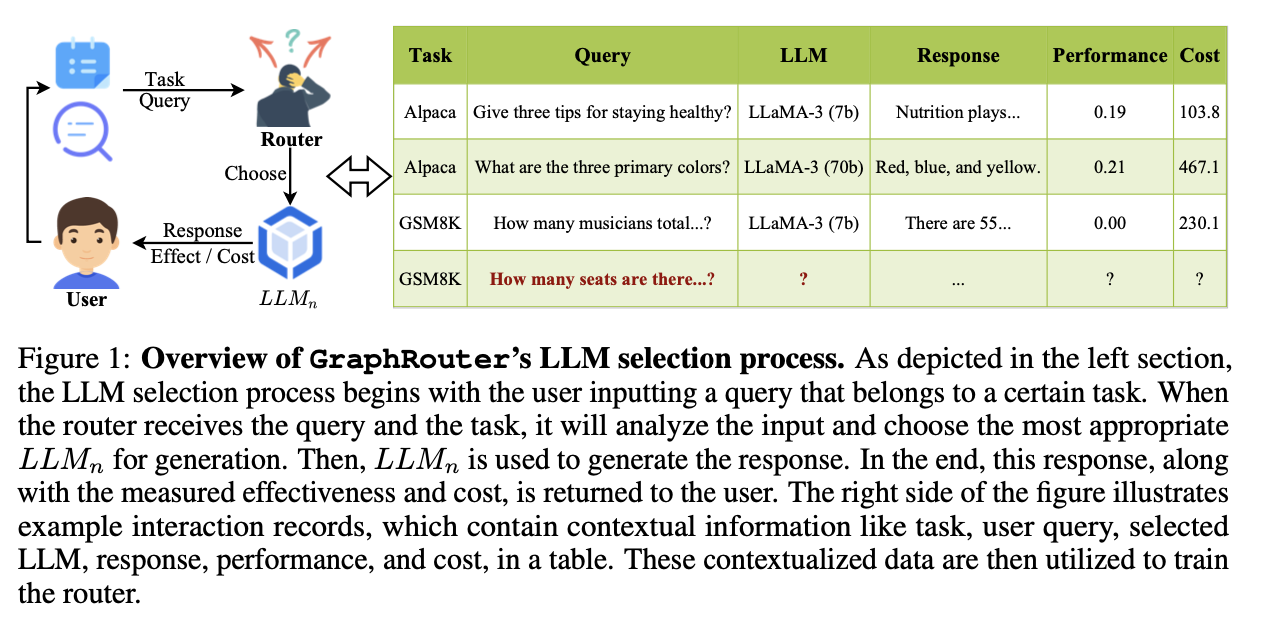 ?
Task
Query
Router
Choose
Response
Effect / Cost
User
LLMₙ
Task Query LLM Response Performance Cost
Alpaca Give three tips for staying healthy? LLaMA-3 (7b) Nutrition plays... 0.19 103.8
Alpaca What are the three primary colors? LLaMA-3 (70b) Red, blue, and yellow. 0.21 467.1
GSM8K How many musicians total...? LLaMA-3 (7b) There are 55... 0.00 230.1
GSM8K How many seats are there...? ? ... ? ?
Figure 1: Overview of GraphRouter's LLM selection process. As depicted in the left section,
the LLM selection process begins with the user inputting a query that belongs to a certain task. When
the router receives the query and the task, it will analyze the input and choose the most appropriate
LLMₙ for generation. Then, LLMₙ is used to generate the response. In the end, this response, along
with the measured effectiveness and cost, is returned to the user. The right side of the figure illustrates
example interaction records, which contain contextual information like task, user query, selected
LLM, response, performance, and cost, in a table. These contextualized data are then utilized to train
the router.